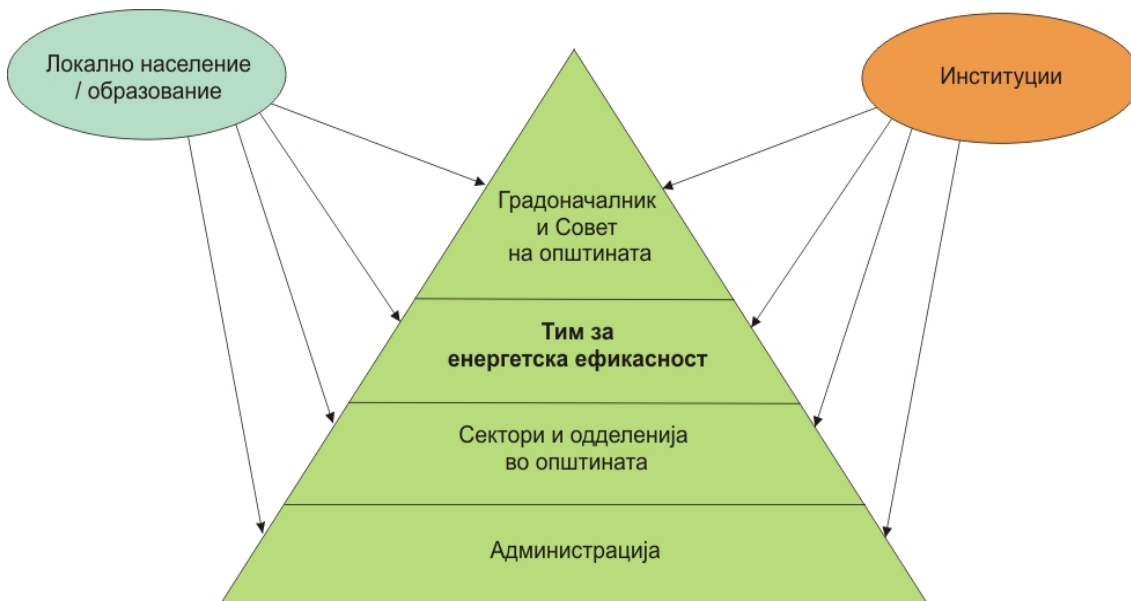 Локално население
/ образование
Институции
Градоначалник
и Совет
на општината
Тим за
енергетска ефикасност
Сектори и одделенија
во општината
Администрација